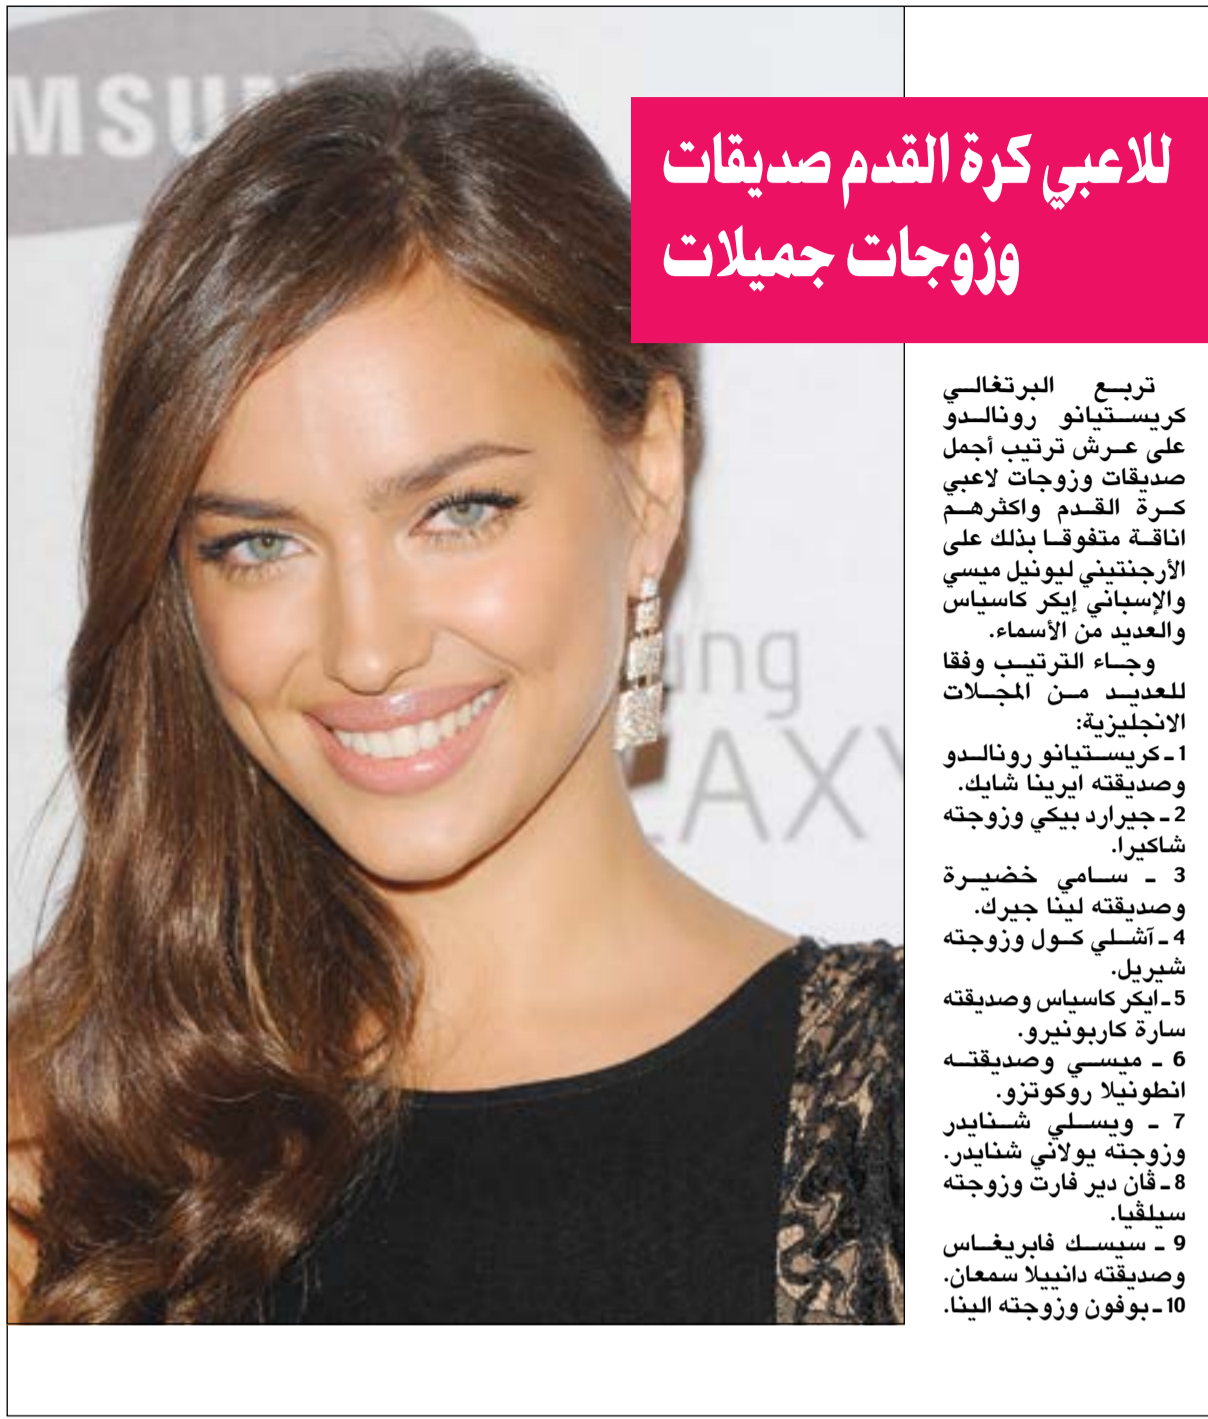 MSUN
للاعبي كرة القدم صديقات
وزوجات جميلات
تربع البرتغالي
كريستيانو رونالدو
على عرش ترتيب أجمل
صديقات وزوجات لاعبي
كرة القدم واكثرهم
اناقة متفوقا بذلك على
الأرجنتيني ليونيل ميسي
والإسباني إيكر كاسياس
والعديد من الأسماء.
وجاء الترتيب وفقا
للعديد من المجلات
الانجليزية:
1 ـ كريستيانو رونالدو
وصديقته ايرينا شايك.
2 ـ جيرارد بيكي وزوجته
شاكيرا.
3 ـ سامي خضيرة
وصديقته لينا جيرك.
4 ـ آشلي كول وزوجته
شيريل.
5 ـ ايكر كاسياس وصديقته
سارة كاربونيرو.
6 ـ ميسي وصديقته
انطونيلا روكوتزو.
7 ـ ويسلي شنايدر
وزوجته يولاني شنايدر.
8 ـ ڤان دير فارت وزوجته
سيلڤيا.
9 ـ سيسك فابريغاس
وصديقته دانييلا سمعان.
10 ـ بوفون وزوجته الينا.
ung
LAXY